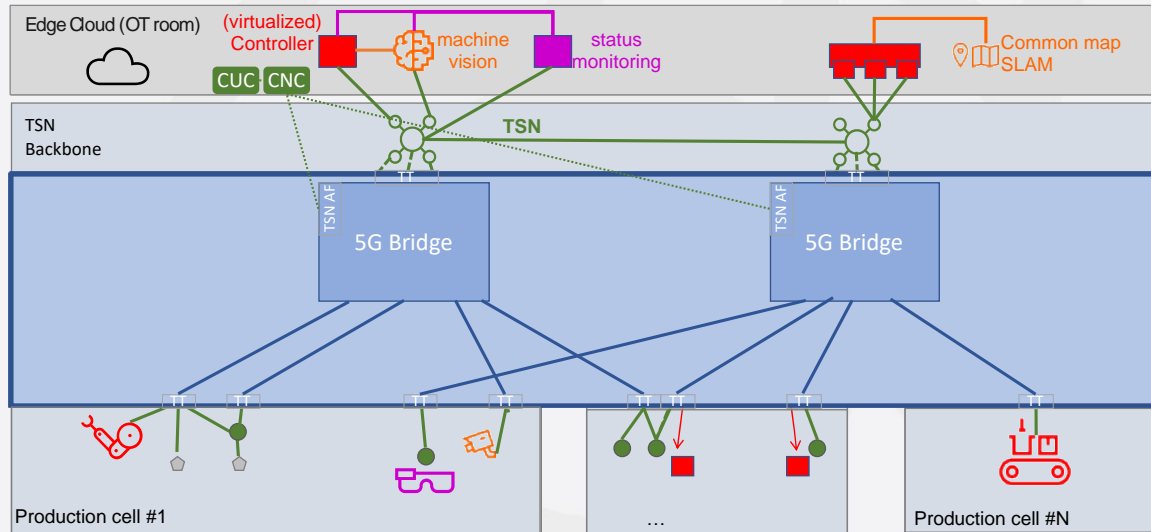 Edge Cloud (OT room)
(virtualized)
Controller
machine
vision
status
monitoring
Common map
SLAM
CUC
CNC
TSN
Backbone
TSN
TT
TT
TSN AF
5G Bridge
TSN AF
5G Bridge
TT
TT
TT
TT
TT
TT
TT
TT
Production cell #1
...
Production cell #N